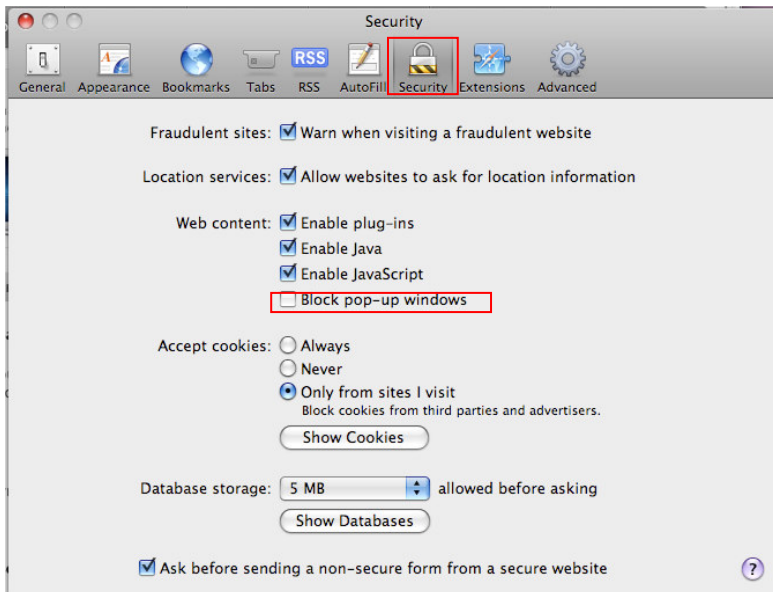 Security
RSS
General Appearance Bookmarks Tabs RSS AutoFill Security Extensions Advanced
Fraudulent sites: Warn when visiting a fraudulent website
Location services: Allow websites to ask for location information
Web content: Enable plug-ins
Enable Java
Enable JavaScript
Block pop-up windows
Accept cookies: Always
Never
Only from sites I visit
Block cookies from third parties and advertisers.
Show Cookies
Database storage: 5 MB allowed before asking
Show Databases
Ask before sending a non-secure form from a secure website ?